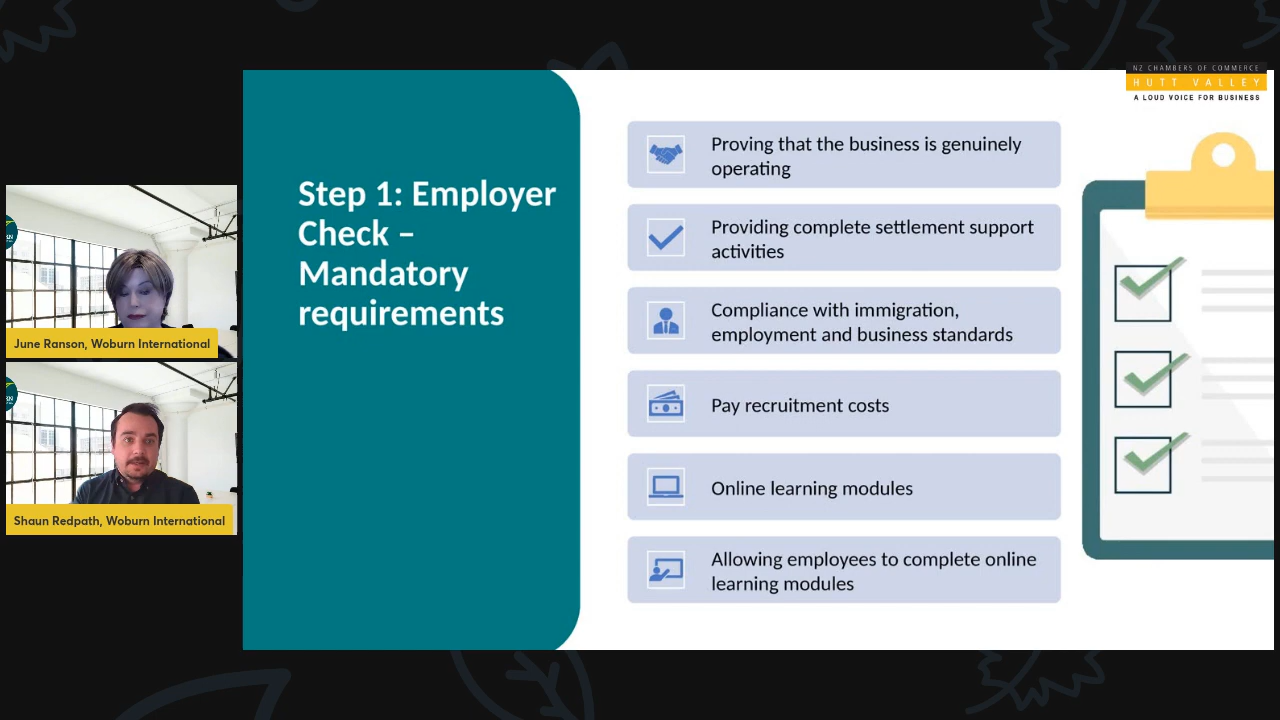 NZ CHAMBERS OF COMMERCE
HUTT VALLEY
A LOUD VOICE FOR BUSINESS
Step 1: Employer
Check –
Mandatory
requirements
Proving that the business is genuinely
operating
Providing complete settlement support
activities
Compliance with immigration,
employment and business standards
Pay recruitment costs
Online learning modules
Allowing employees to complete online
learning modules
June Ranson, Woburn International
Shaun Redpath, Woburn International